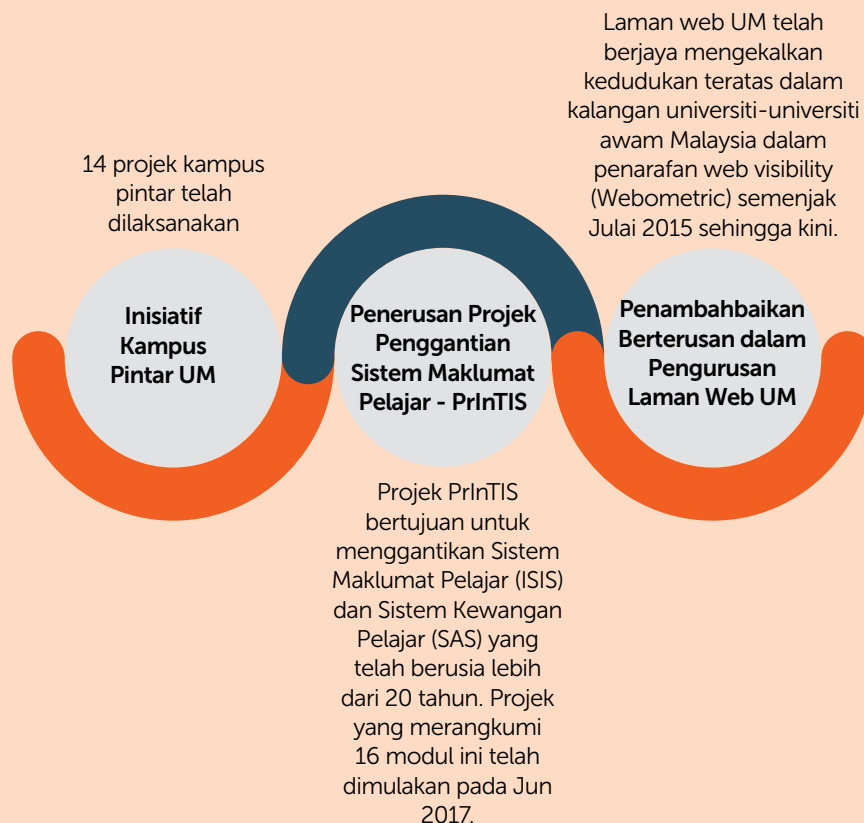 14 projek kampus
pintar telah
dilaksanakan
Inisiatif
Kampus
Pintar UM
Penerusan Projek
Penggantian
Sistem Maklumat
Pelajar - PrInTIS
Projek PrInTIS
bertujuan untuk
menggantikan Sistem
Maklumat Pelajar (ISIS)
dan Sistem Kewangan
Pelajar (SAS) yang
telah berusia lebih
dari 20 tahun. Projek
yang merangkumi
16 modul ini telah
dimulakan pada Jun
2017.
Laman web UM telah
berjaya mengekalkan
kedudukan teratas dalam
kalangan universiti-universiti
awam Malaysia dalam
penarafan web visibility
(Webometric) semenjak
Julai 2015 sehingga kini.
Penambahbaikan
Berterusan dalam
Pengurusan
Laman Web UM